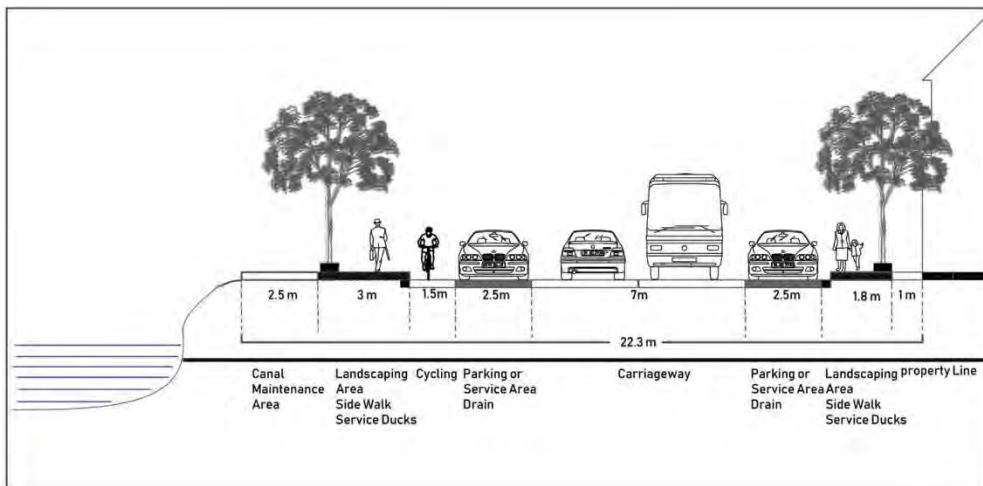 2.5 m
3 m
1.5m
2.5m
7m
2.5m
1.8 m
1 m
22.3 m
Canal
Maintenance
Area
Landscaping
Area
Side Walk
Service Ducks
Cycling
Parking or
Service Area
Drain
Carriageway
Parking or
Service Area
Drain
Landscaping
Area
Side Walk
Service Ducks
property Line